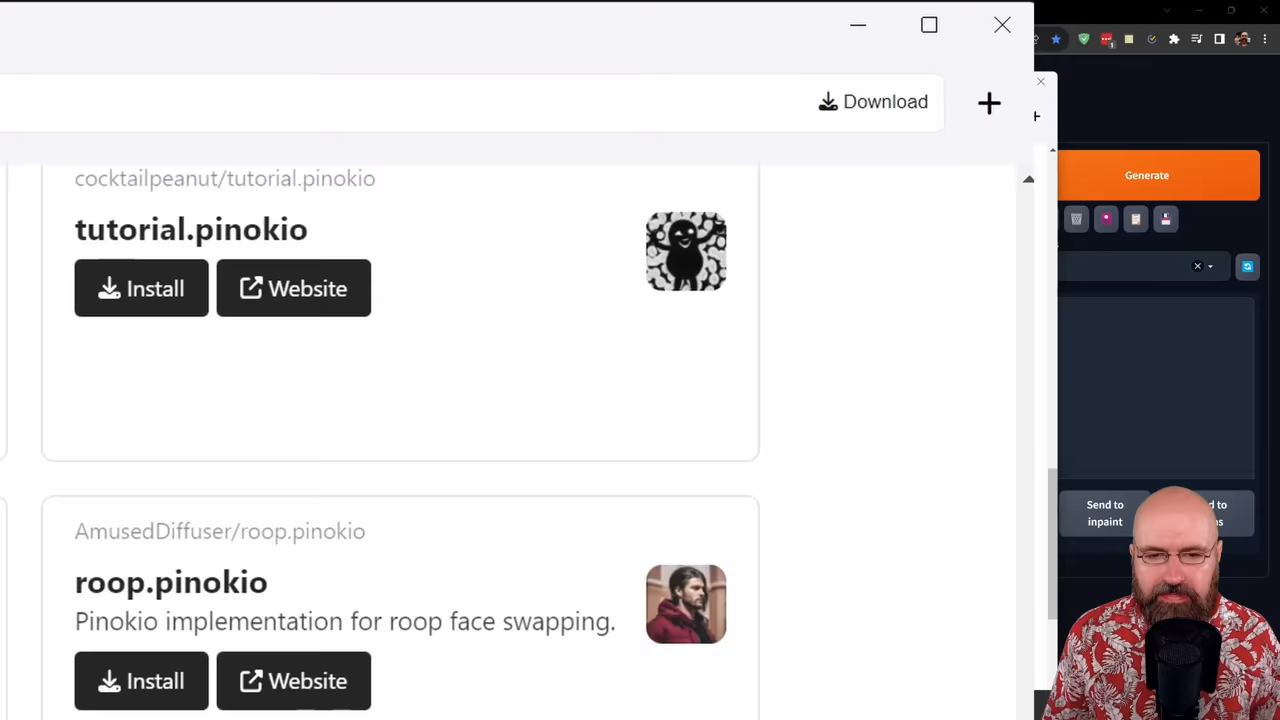 Download
cocktailpeanut/tutorial.pinokio
tutorial.pinokio
Install
Website
AmusedDiffuser/roop.pinokio
roop.pinokio
Pinokio implementation for roop face swapping.
Install
Website
1
Generate
Send to
inpaint